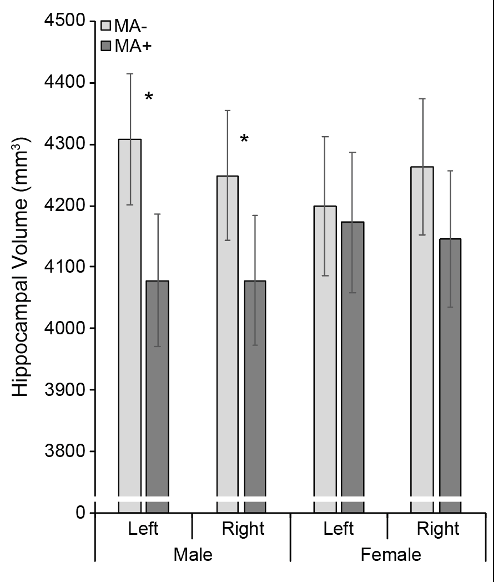 4500
MA-
MA+
4400
*
4300
*
4200
4100
4000
3900
3800
0
Hippocampal Volume (mm³)
Left Right Left Right
Male Female